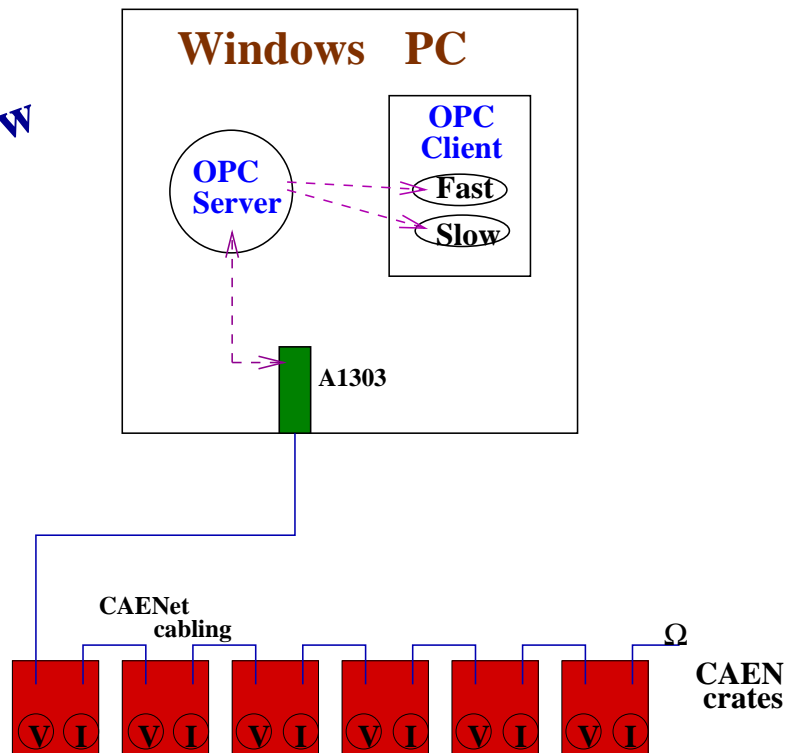 Windows PC
w
OPC
Client
OPC
Server
Fast
Slow
A1303
CAENet
cabling
Ω
CAEN
crates
V I V I V I V I V I V I